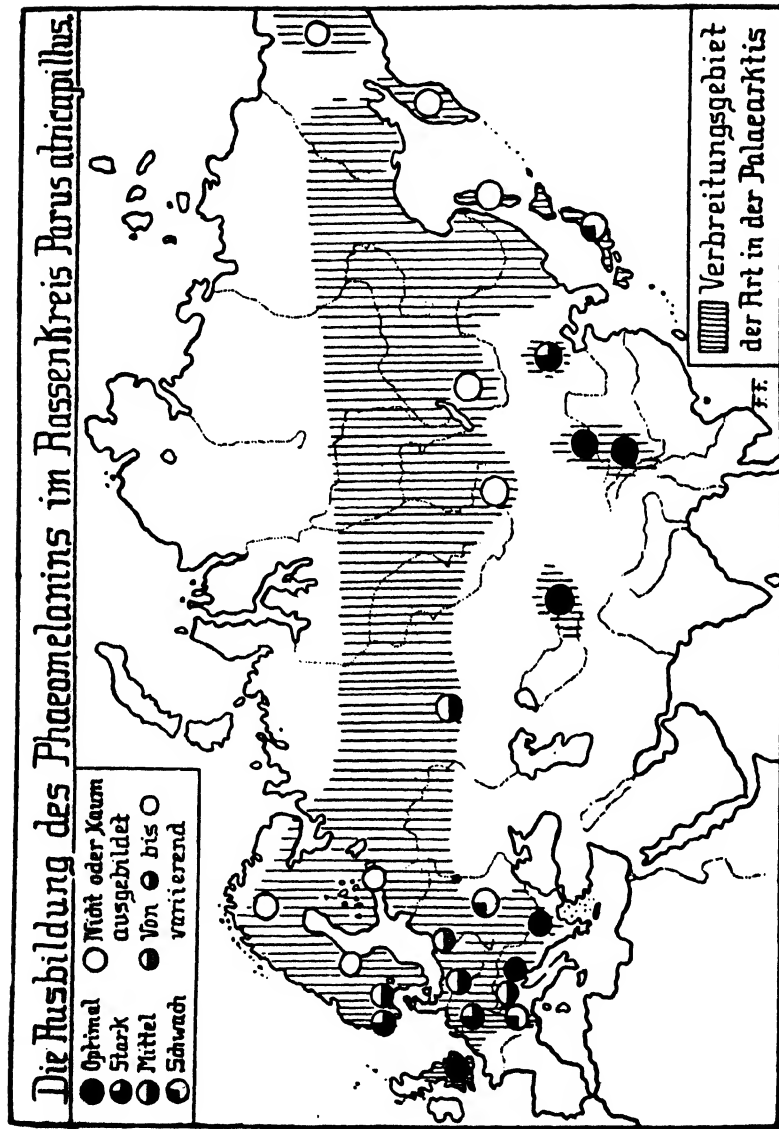 Die Ausbildung des Phaeomelanins im Rassenkreis Parus atricapillus.
Optimal
Stark
Mittel
Schwach
Nicht oder Kaum
ausgebildet
Von bis
variierend
Verbreitungsgebiet
der Art in der Palaearktis
F.F.